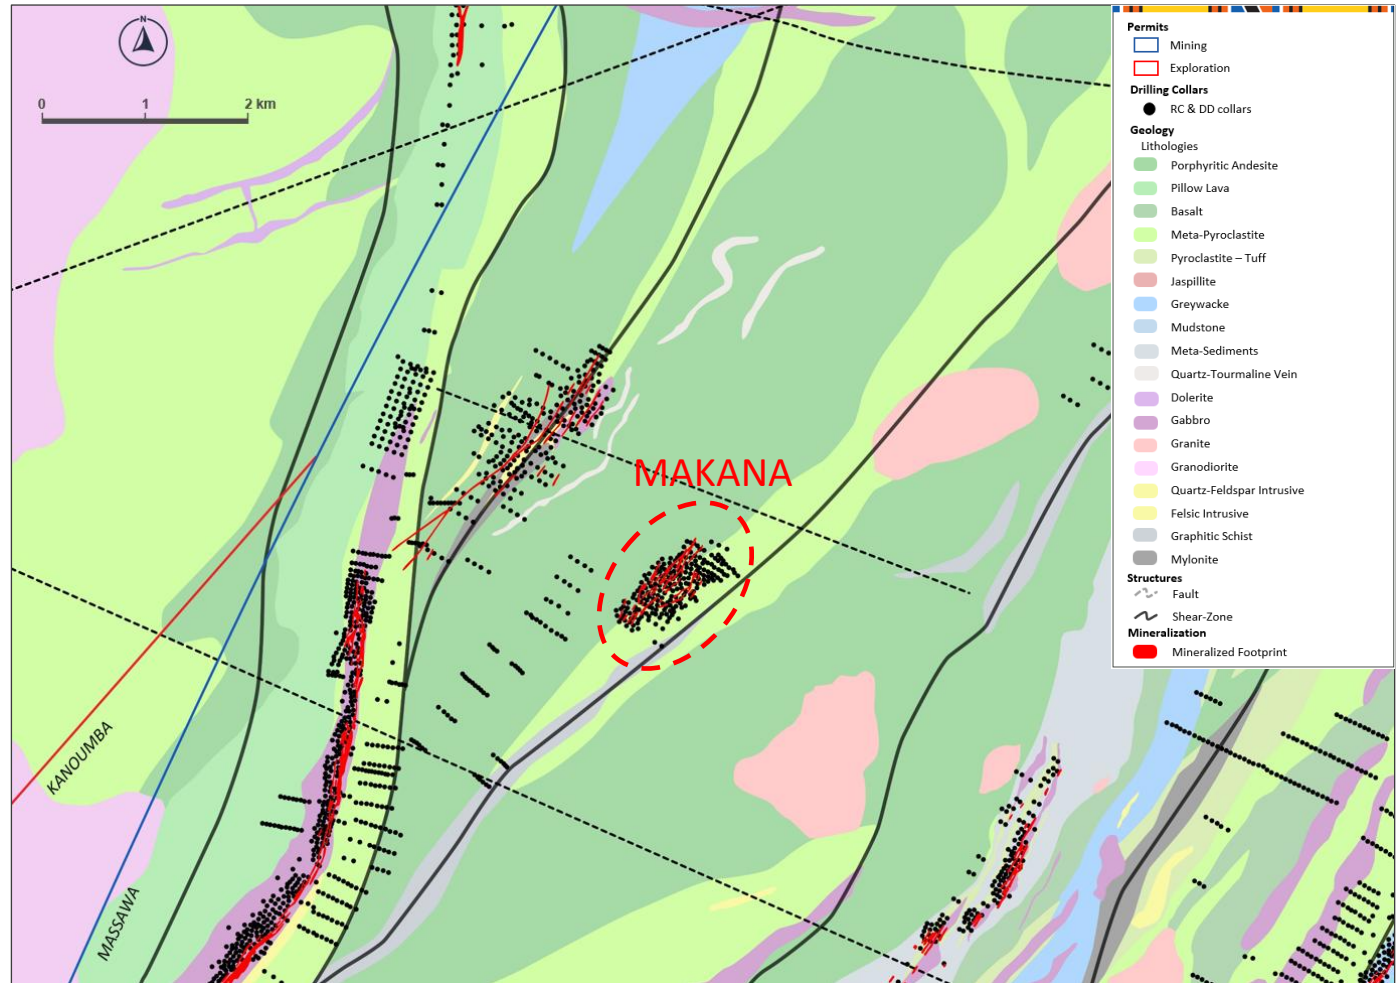 N
0 1 2 km
MAKANA
KANOUMBA
MASSAWA
Permits
Mining
Exploration
Drilling Collars
RC & DD collars
Geology
Lithologies
Porphyritic Andesite
Pillow Lava
Basalt
Meta-Pyroclastite
Pyroclastite – Tuff
Jaspillite
Greywacke
Mudstone
Meta-Sediments
Quartz-Tourmaline Vein
Dolerite
Gabbro
Granite
Granodiorite
Quartz-Feldspar Intrusive
Felsic Intrusive
Graphitic Schist
Mylonite
Structures
Fault
Shear-Zone
Mineralization
Mineralized Footprint